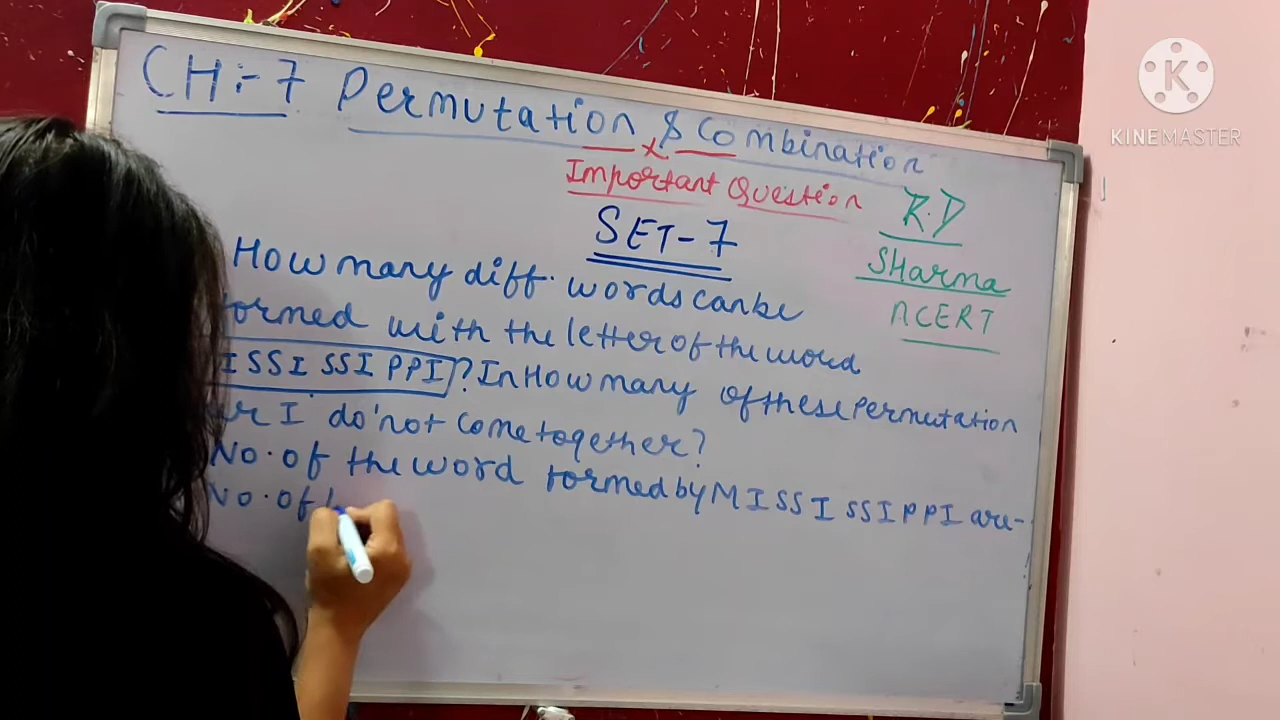 CH:- 7 Permutation & Combination
Important Question
R.D
SHarma
NCERT
SET-7
How many diff. words can be
formed with the letter of the word
ISSISSIPPI? In How many of these Permutation
I do'not come together?
No. of the word formed by MISSISSIPPI are-
No. of
KINEMASTER